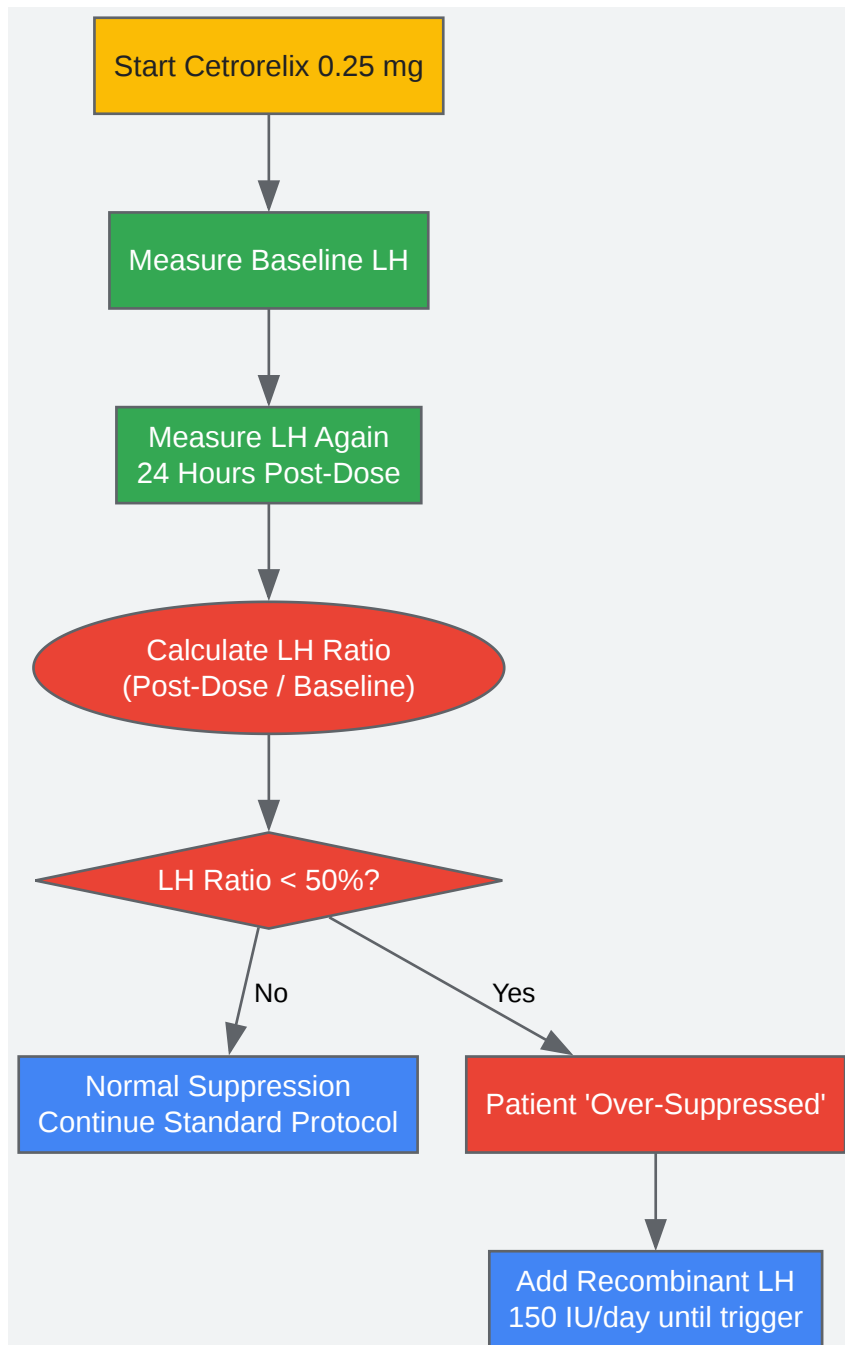 Start Cetrorelix 0.25 mg
Measure Baseline LH
Measure LH Again
24 Hours Post-Dose
Calculate LH Ratio
(Post-Dose / Baseline)
LH Ratio < 50%?
No
Yes
Normal Suppression
Continue Standard Protocol
Patient 'Over-Suppressed'
Add Recombinant LH
150 IU/day until trigger